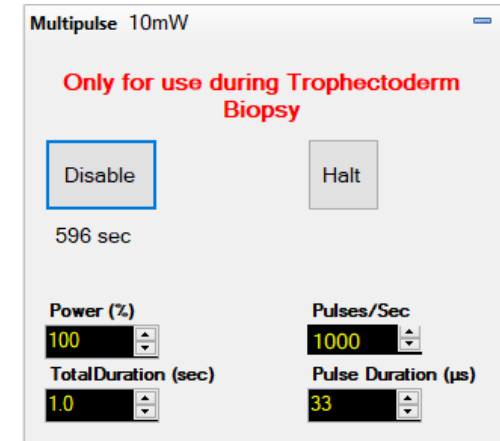 Multipulse 10mW
Only for use during Trophectoderm
Biopsy
Disable
Halt
596 sec
Power (%)
Pulses/Sec
100
1000
TotalDuration (sec)
Pulse Duration (µs)
1.0
33